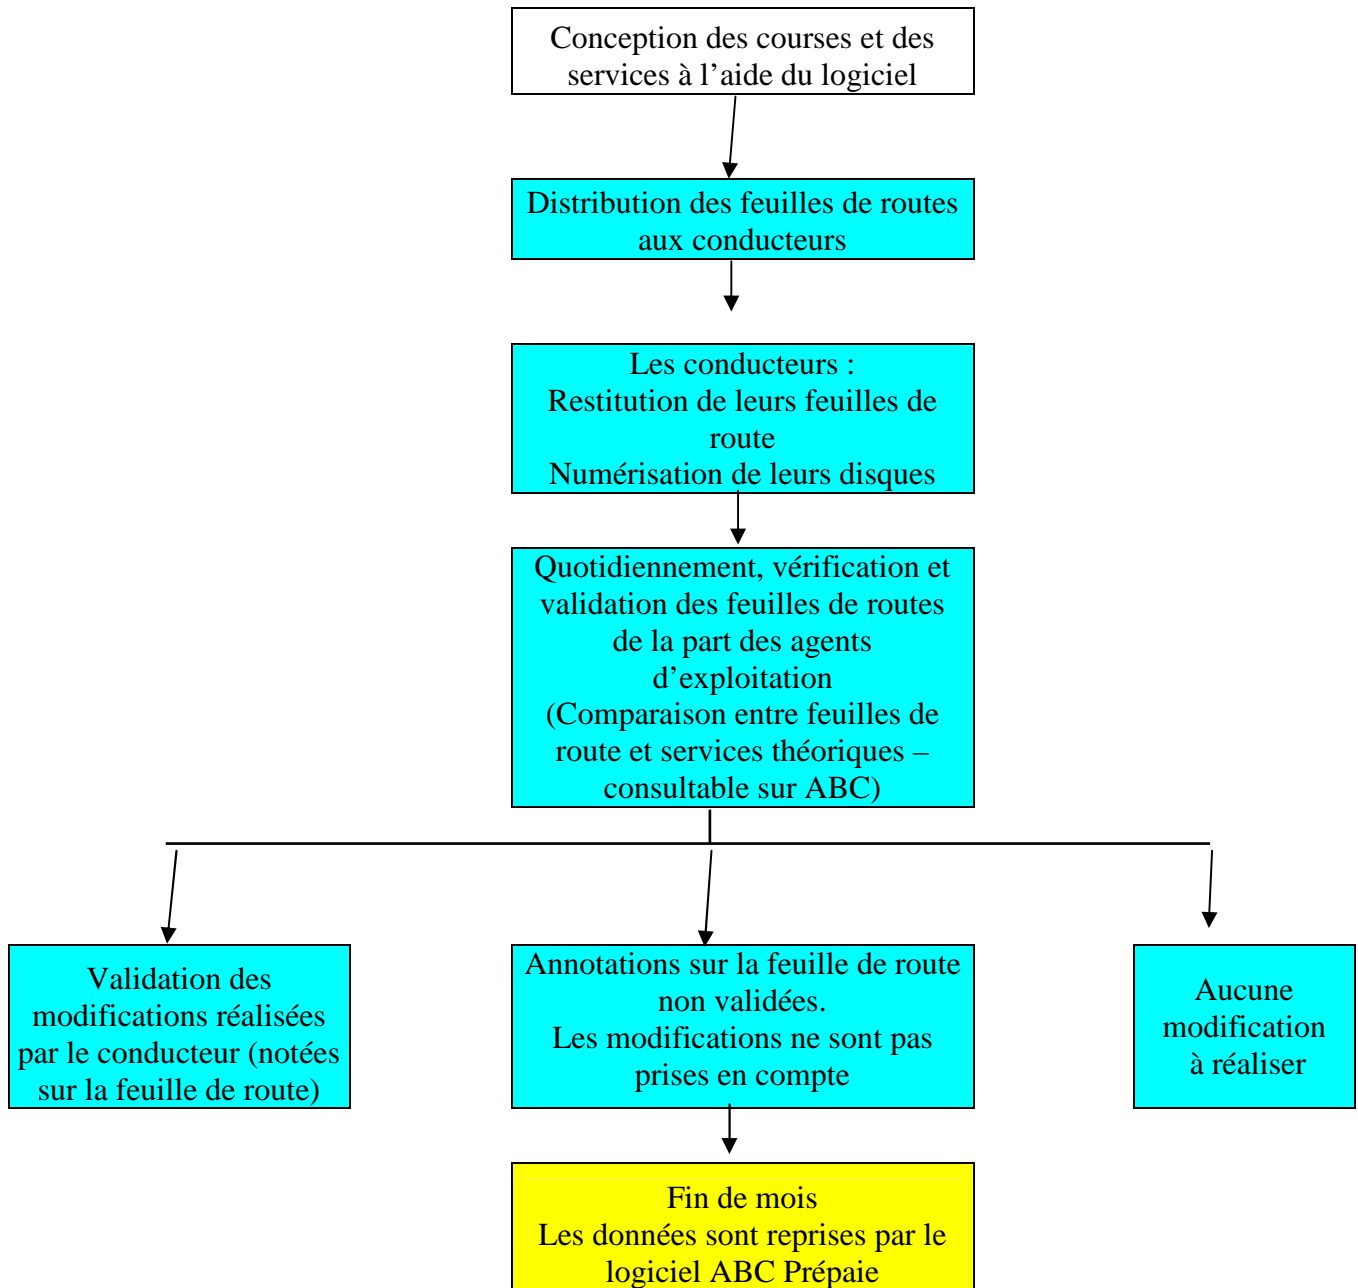 Conception des courses et des
services à l’aide du logiciel
Distribution des feuilles de routes
aux conducteurs
Les conducteurs :
Restitution de leurs feuilles de
route
Numérisation de leurs disques
Quotidiennement, vérification et
validation des feuilles de routes
de la part des agents
d’exploitation
(Comparaison entre feuilles de
route et services théoriques –
consultable sur ABC)
Validation des
modifications réalisées
par le conducteur (notées
sur la feuille de route)
Annotations sur la feuille de route
non validées.
Les modifications ne sont pas
prises en compte
Aucune
modification
à réaliser
Fin de mois
Les données sont reprises par le
logiciel ABC Prépaie